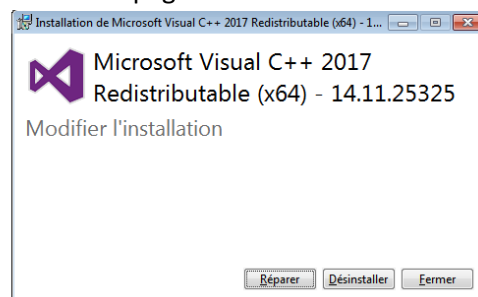 Installation de Microsoft Visual C++ 2017 Redistributable (x64) - 1...
Microsoft Visual C++ 2017
Redistributable (x64) - 14.11.25325
Modifier l'installation
Réparer Désinstaller Fermer